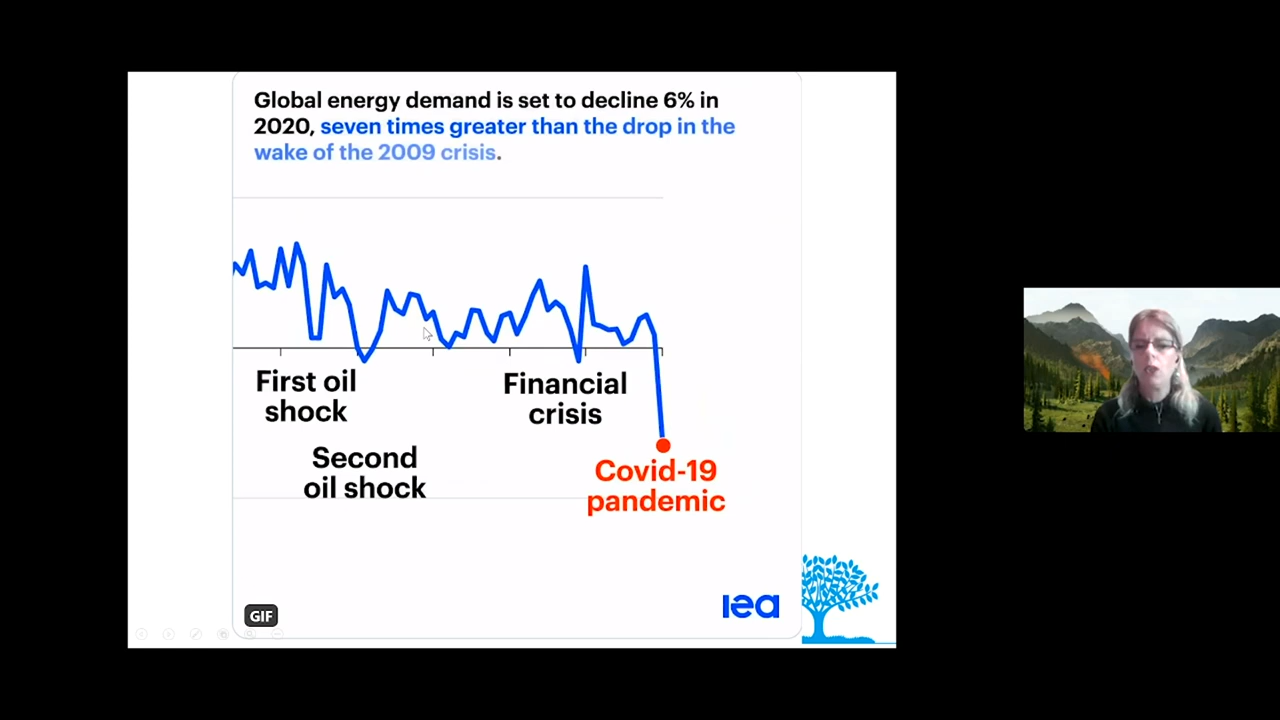 Global energy demand is set to decline 6% in
2020, seven times greater than the drop in the
wake of the 2009 crisis.
First oil
shock
Financial
crisis
Second
oil shock
Covid-19
pandemic
GIF
iea